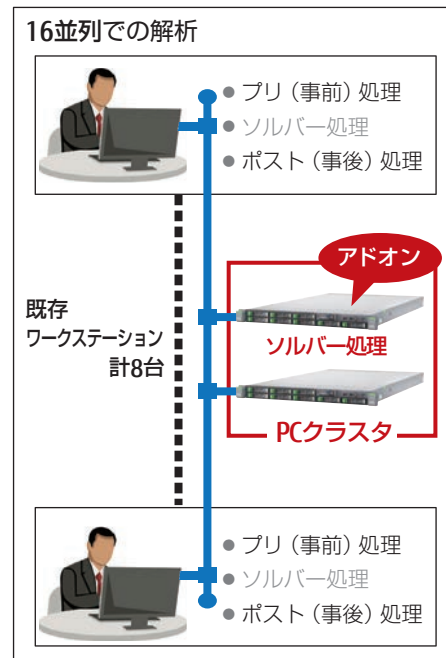 16並列での解析
● プリ（事前）処理
● ソルバー処理
● ポスト（事後）処理
アドオン
既存
ワークステーション
計8台
ソルバー処理
PCクラスタ
● プリ（事前）処理
● ソルバー処理
● ポスト（事後）処理